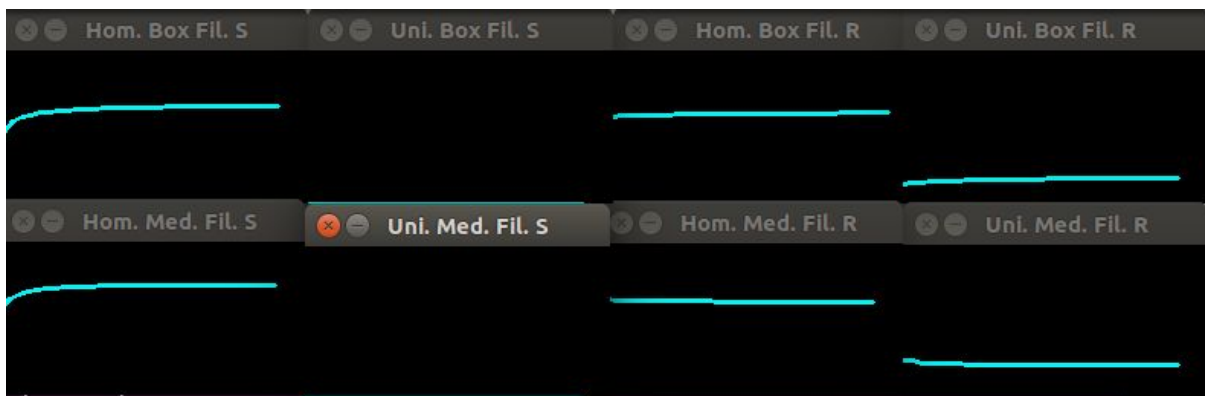 Hom. Box Fil. S
Uni. Box Fil. S
Hom. Box Fil. R
Uni. Box Fil. R
Hom. Med. Fil. S
Uni. Med. Fil. S
Hom. Med. Fil. R
Uni. Med. Fil. R